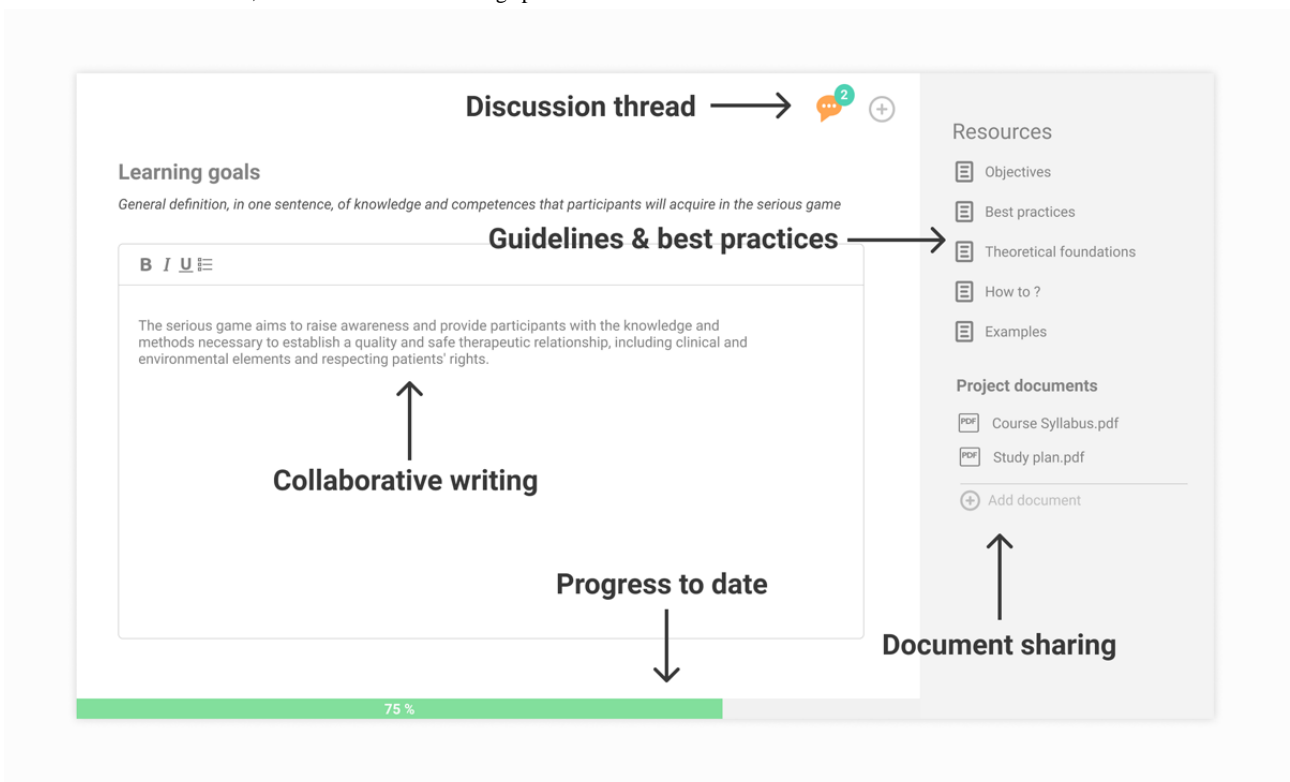 Discussion thread
2
Learning goals
General definition, in one sentence, of knowledge and competences that participants will acquire in the serious game
Guidelines & best practices
B I U
The serious game aims to raise awareness and provide participants with the knowledge and
methods necessary to establish a quality and safe therapeutic relationship, including clinical and
environmental elements and respecting patients' rights.
Collaborative writing
Progress to date
75 %
Resources
Objectives
Best practices
Theoretical foundations
How to ?
Examples
Project documents
PDF Course Syllabus.pdf
PDF Study plan.pdf
Add document
Document sharing